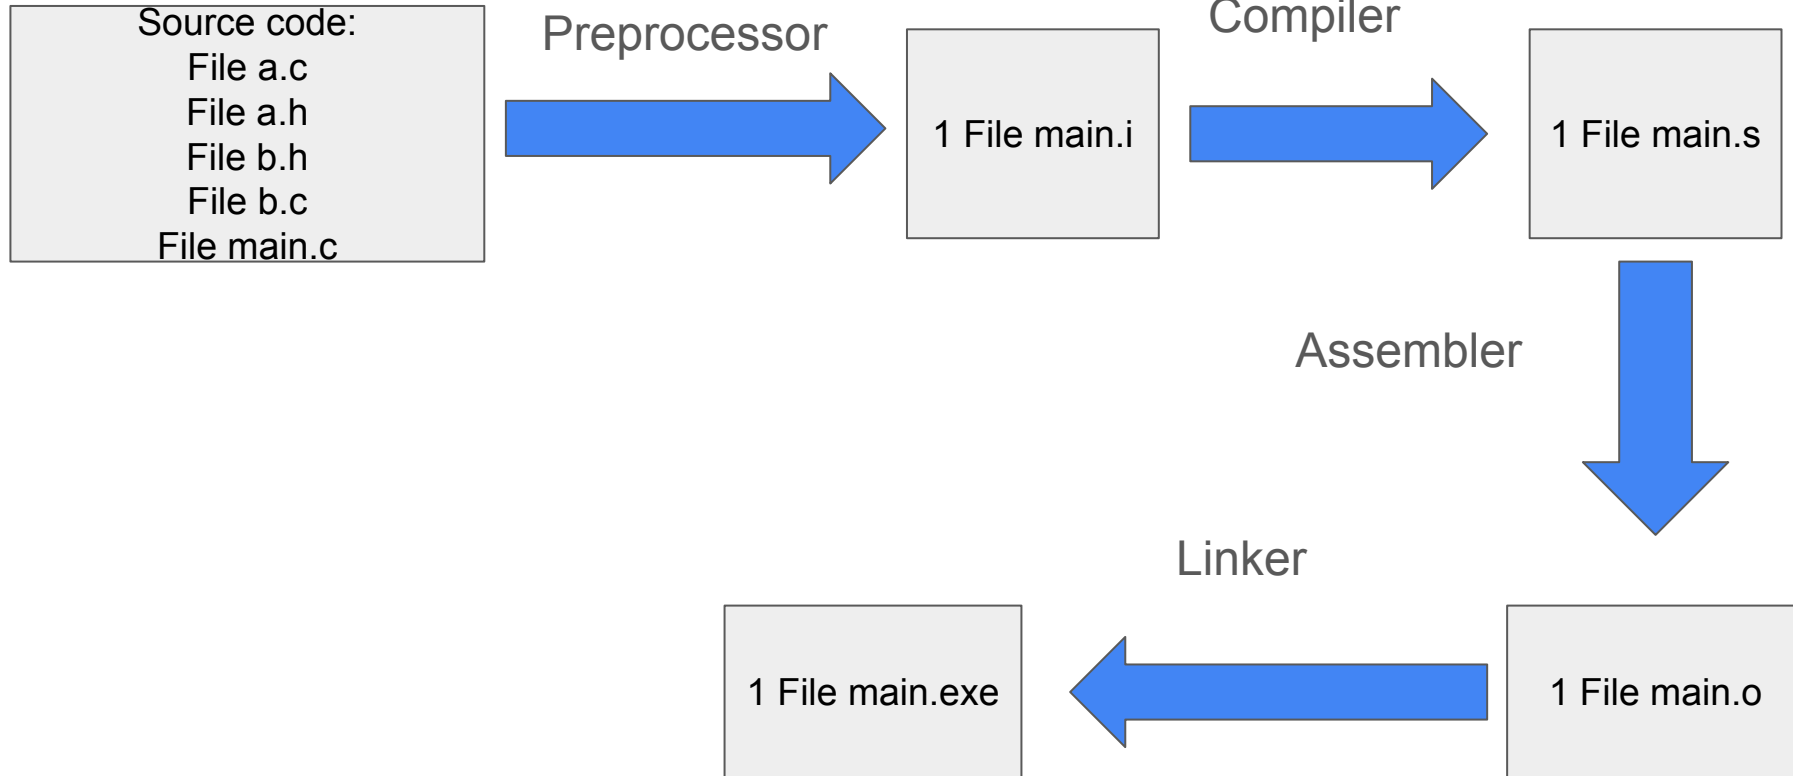 Source code:
File a.c
File a.h
File b.h
File b.c
File main.c
Preprocessor
1 File main.i
Compiler
1 File main.s
Assembler
1 File main.o
Linker
1 File main.exe